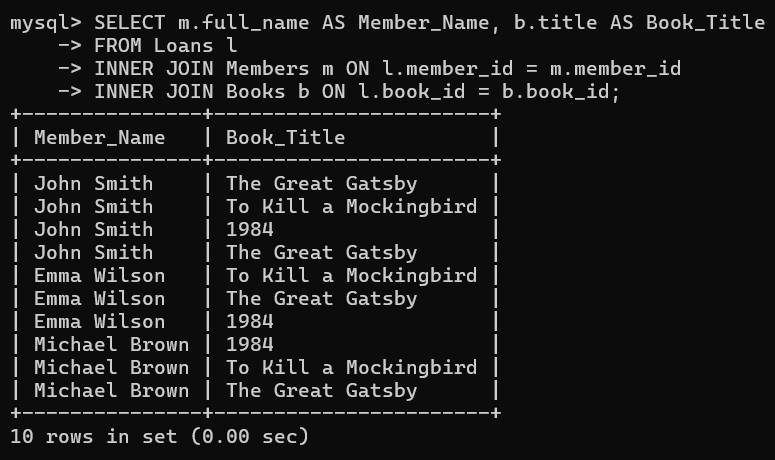 mysql> SELECT m.full_name AS Member_Name, b.title AS Book_Title
    -> FROM Loans l
    -> INNER JOIN Members m ON l.member_id = m.member_id
    -> INNER JOIN Books b ON l.book_id = b.book_id;
+---------------+-----------------------+
| Member_Name   | Book_Title            |
+---------------+-----------------------+
| John Smith    | The Great Gatsby      |
| John Smith    | To Kill a Mockingbird |
| John Smith    | 1984                  |
| John Smith    | The Great Gatsby      |
| Emma Wilson   | To Kill a Mockingbird |
| Emma Wilson   | The Great Gatsby      |
| Emma Wilson   | 1984                  |
| Michael Brown | 1984                  |
| Michael Brown | To Kill a Mockingbird |
| Michael Brown | The Great Gatsby      |
+---------------+-----------------------+
10 rows in set (0.00 sec)